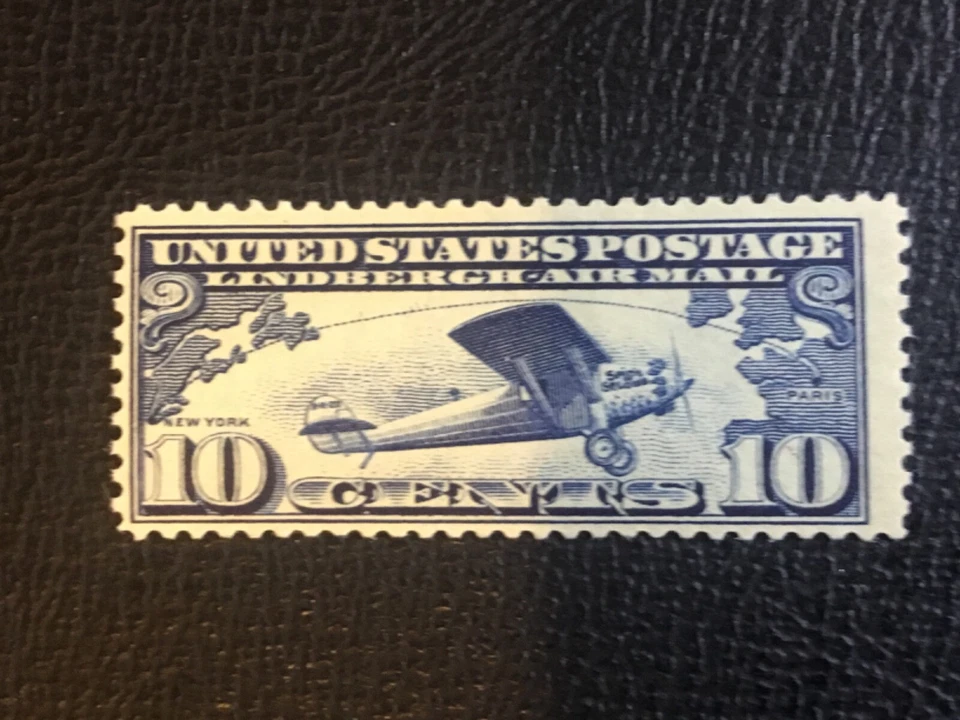 UNITED STATES POSTAGE
LINDBERGH AIR MAIL
NEW YORK
PARIS
10 CENTS 10